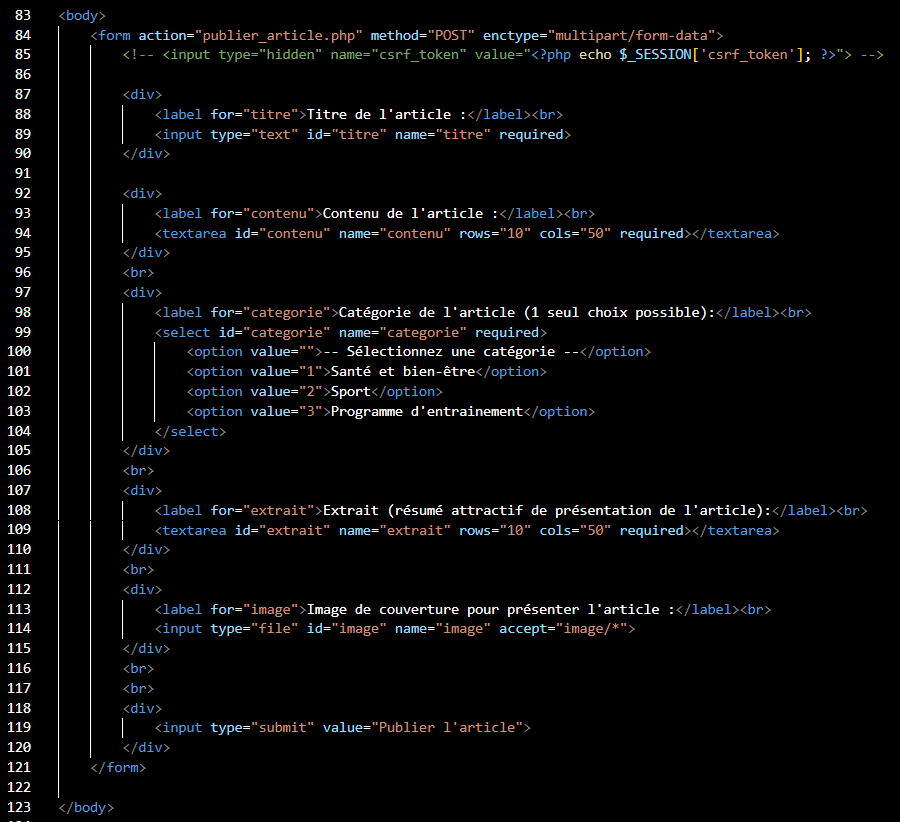 83 <body>
84 <form action="publier_article.php" method="POST" enctype="multipart/form-data">
85 <!-- <input type="hidden" name="csrf_token" value="<?php echo $_SESSION['csrf_token']; ?>"> -->
86
87 <div>
88 <label for="titre">Titre de l'article :</label><br>
89 <input type="text" id="titre" name="titre" required>
90 </div>
91
92 <div>
93 <label for="contenu">Contenu de l'article :</label><br>
94 <textarea id="contenu" name="contenu" rows="10" cols="50" required></textarea>
95 </div>
96 <br>
97 <div>
98 <label for="categorie">Catégorie de l'article (1 seul choix possible):</label><br>
99 <select id="categorie" name="categorie" required>
100 <option value="">-- Sélectionnez une catégorie --</option>
101 <option value="1">Santé et bien-être</option>
102 <option value="2">Sport</option>
103 <option value="3">Programme d'entrainement</option>
104 </select>
105 </div>
106 <br>
107 <div>
108 <label for="extrait">Extrait (résumé attractif de présentation de l'article):</label><br>
109 <textarea id="extrait" name="extrait" rows="10" cols="50" required></textarea>
110 </div>
111 <br>
112 <div>
113 <label for="image">Image de couverture pour présenter l'article :</label><br>
114 <input type="file" id="image" name="image" accept="image/*">
115 </div>
116 <br>
117 <br>
118 <div>
119 <input type="submit" value="Publier l'article">
120 </div>
121 </form>
122
123 </body>